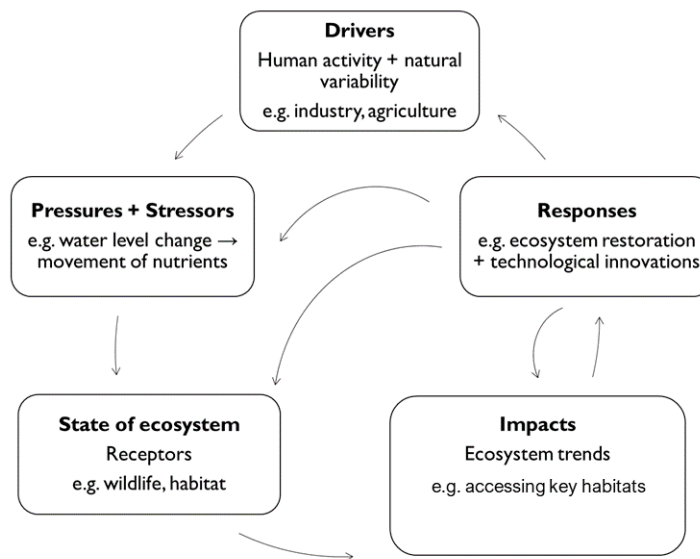 Drivers
Human activity + natural
variability
e.g. industry, agriculture
Pressures + Stressors
e.g. water level change →
movement of nutrients
Responses
e.g. ecosystem restoration
+ technological innovations
State of ecosystem
Receptors
e.g. wildlife, habitat
Impacts
Ecosystem trends
e.g. accessing key habitats